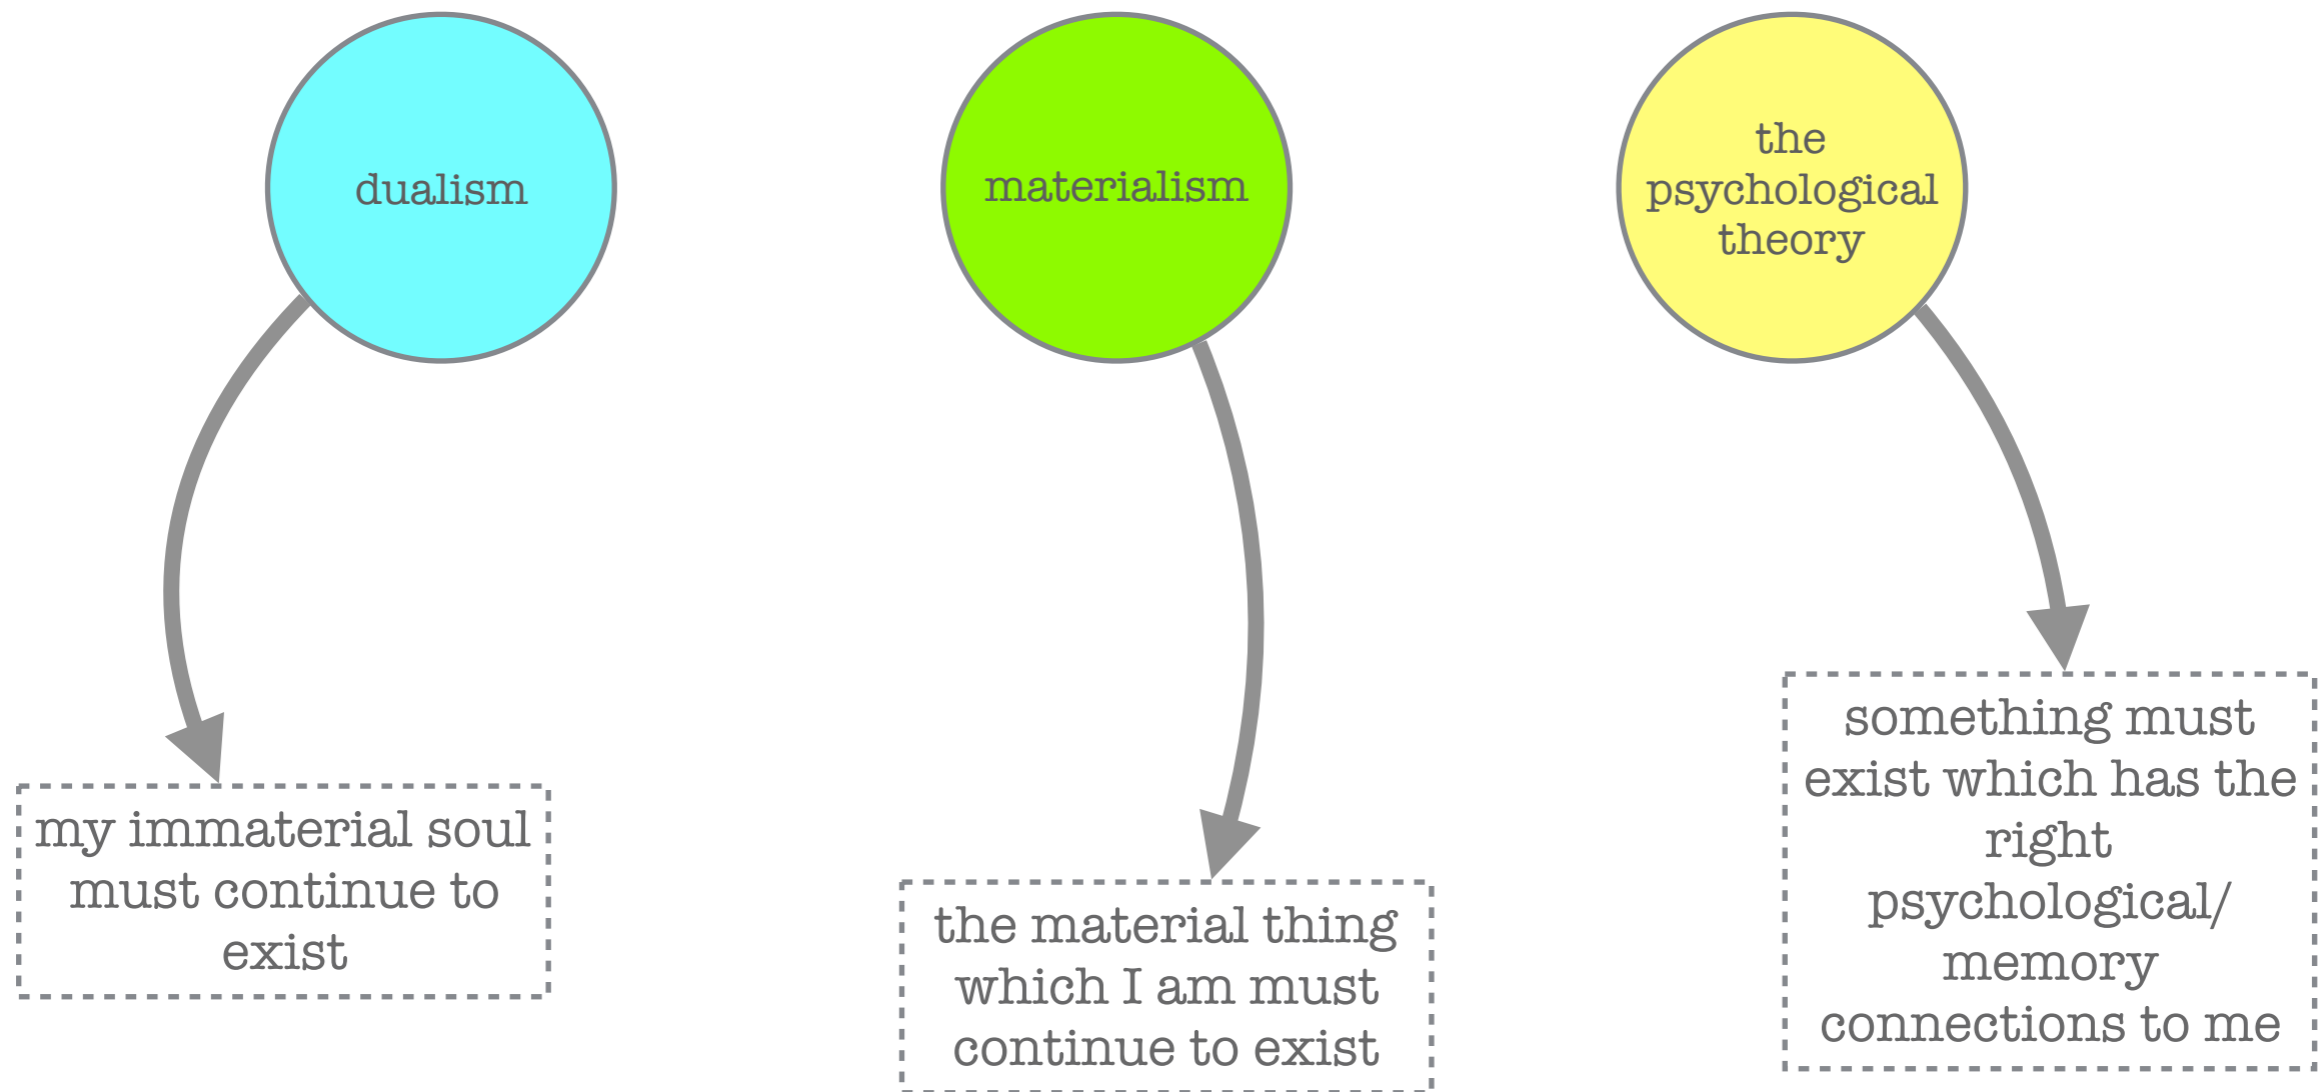 dualism
materialism
the
psychological
theory
my immaterial soul
must continue to
exist
the material thing
which I am must
continue to exist
something must
exist which has the
right
psychological/
memory
connections to me